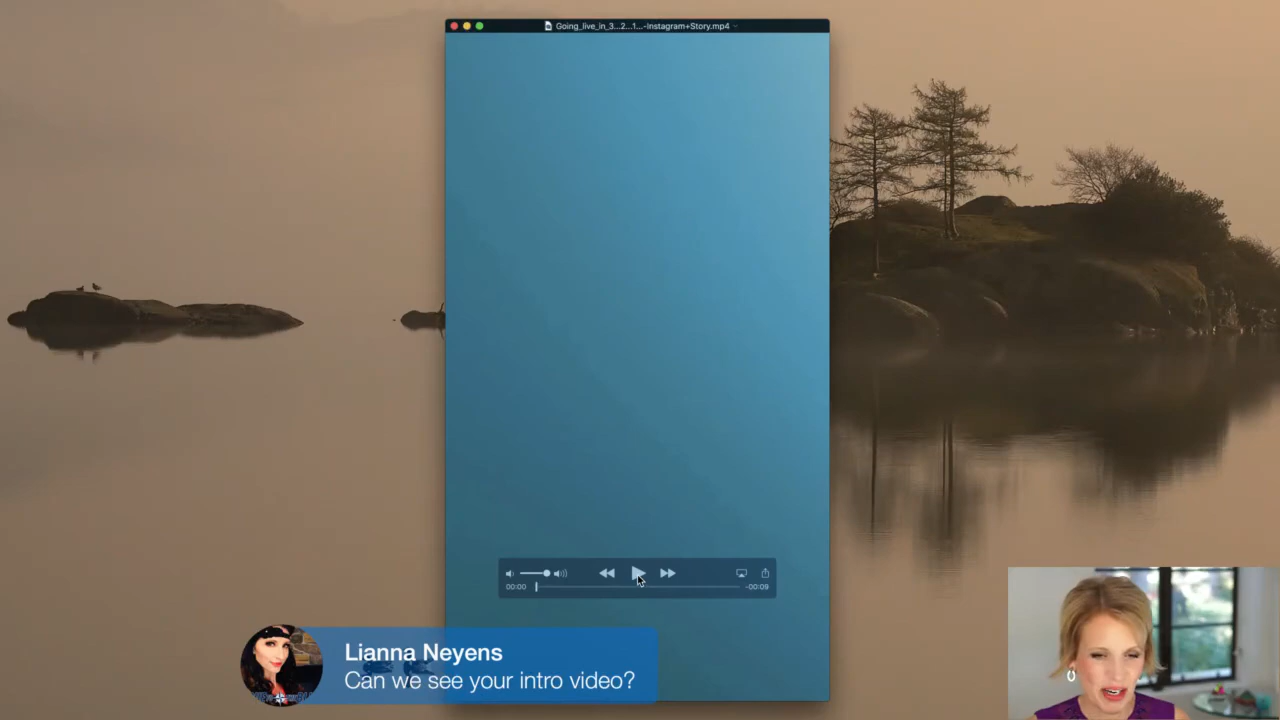 Going_live_in_3...2...1...-Instagram+Story.mp4
00:00
-00:09
Lianna Neyens
Can we see your intro video?